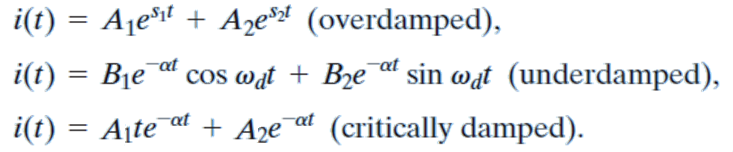 i(t) = A₁e^{s₁t} + A₂e^{s₂t} (overdamped),
i(t) = B₁e^{−αt} cos ω_d t + B₂e^{−αt} sin ω_d t (underdamped),
i(t) = A₁te^{−αt} + A₂e^{−αt} (critically damped).